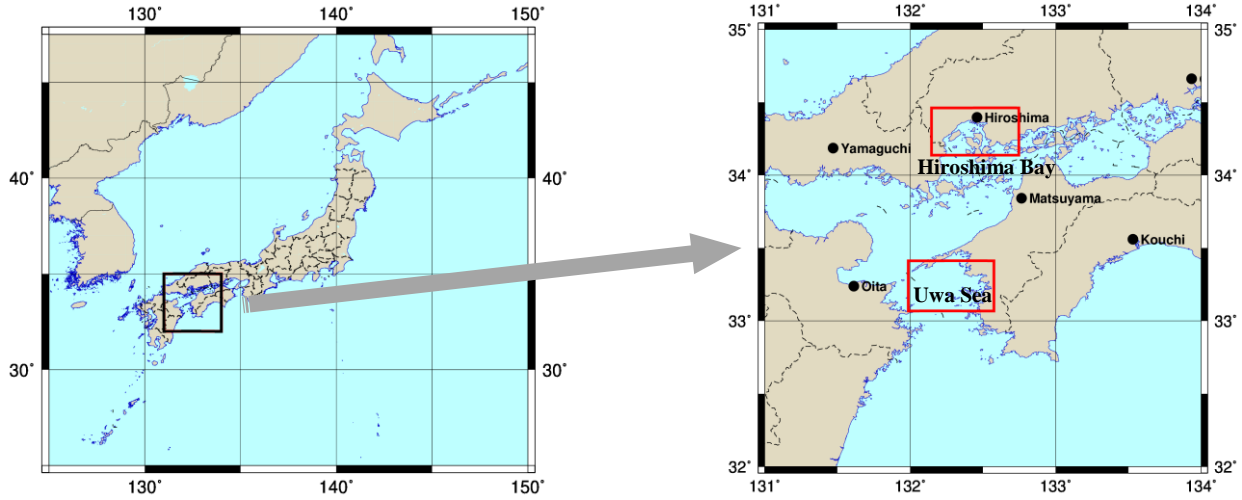 130˚ 140˚ 150˚
40˚ 40˚
30˚ 30˚
130˚ 140˚ 150˚
131˚ 132˚ 133˚ 134˚
35˚ 35˚
Hiroshima
Yamaguchi
Hiroshima Bay
34˚ 34˚
Matsuyama
Kouchi
Oita
Uwa Sea
33˚ 33˚
32˚ 32˚
131˚ 132˚ 133˚ 134˚